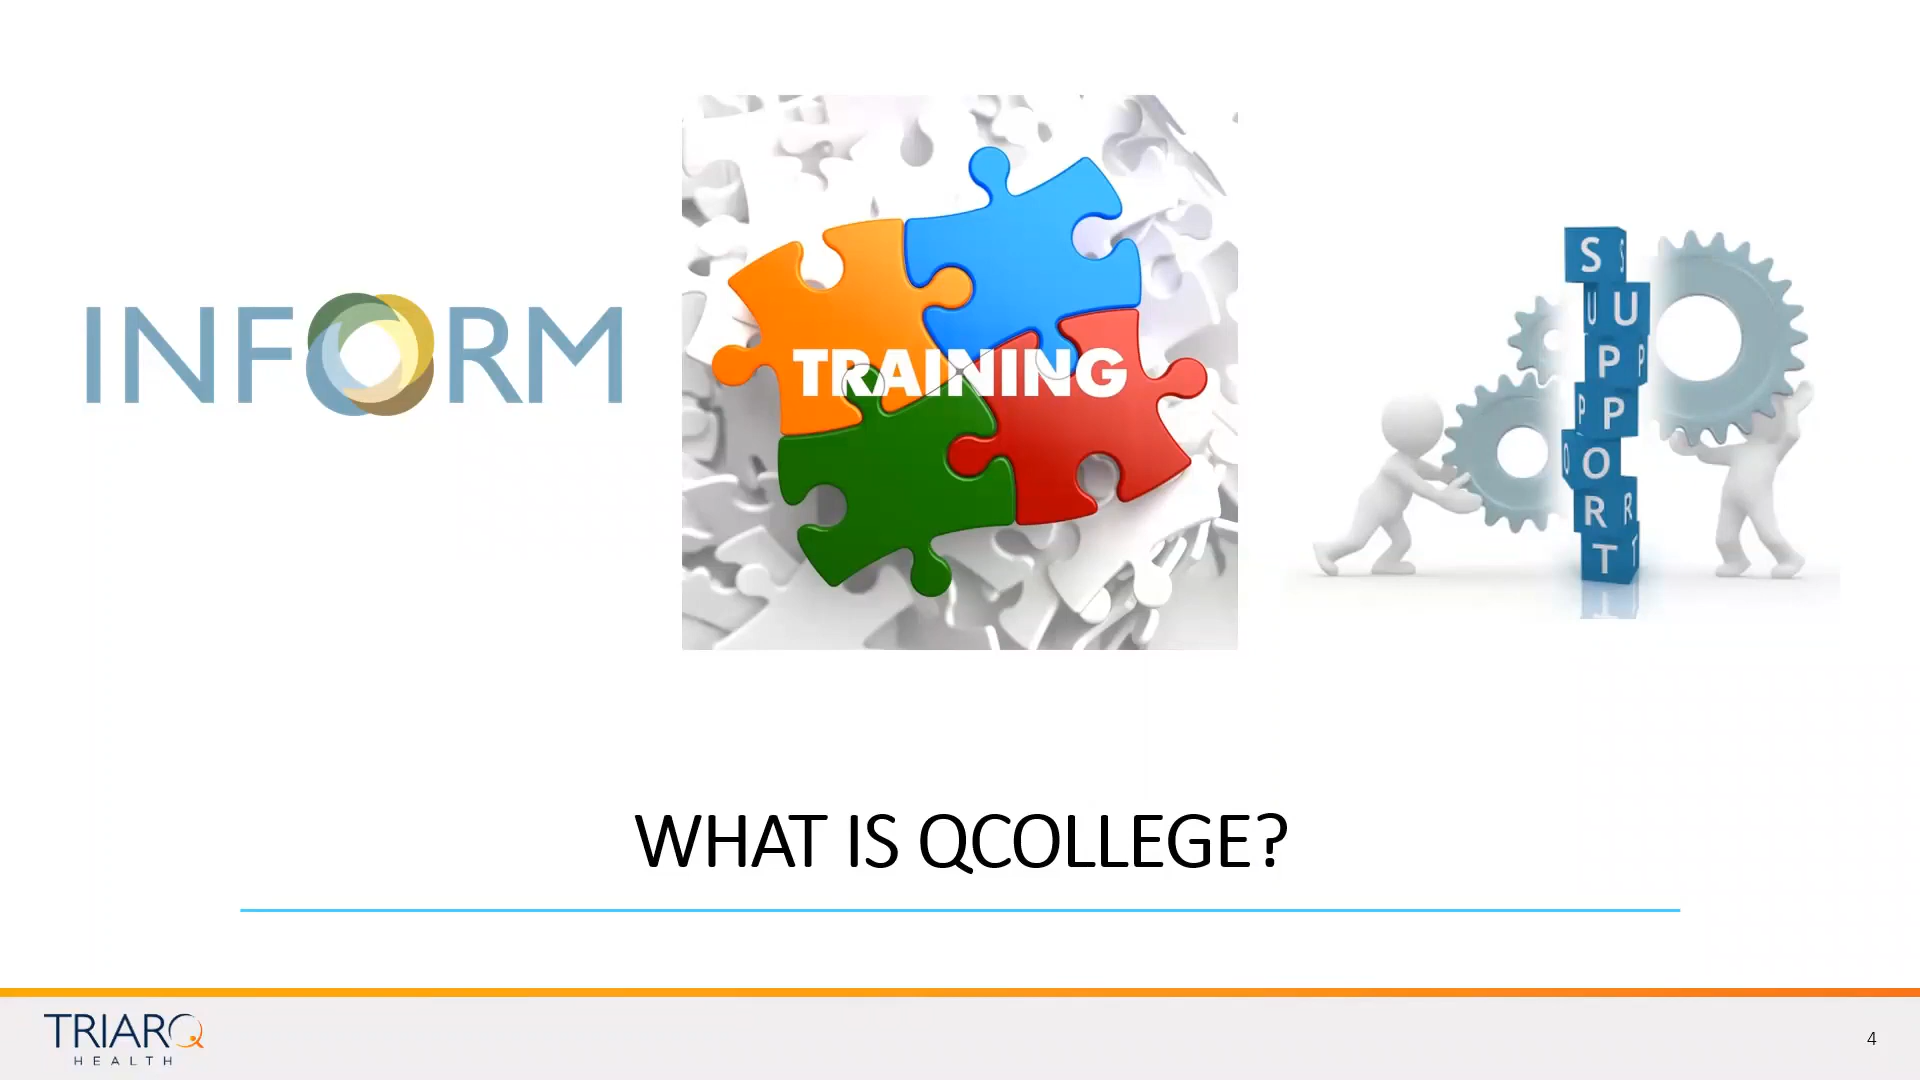 INFORM
TRAINING
SUPPORT
WHAT IS QCOLLEGE?
TRIARQ
HEALTH
4